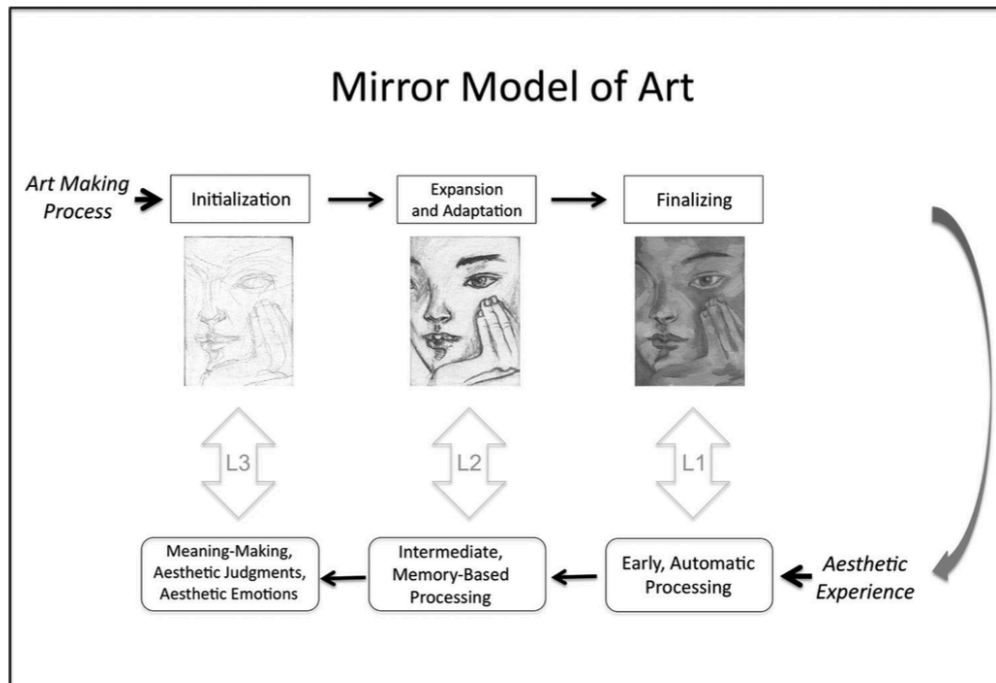 Mirror Model of Art
Art Making
Process
Initialization
Expansion
and Adaptation
Finalizing
L3
L2
L1
Meaning-Making,
Aesthetic Judgments,
Aesthetic Emotions
Intermediate,
Memory-Based
Processing
Early, Automatic
Processing
Aesthetic
Experience